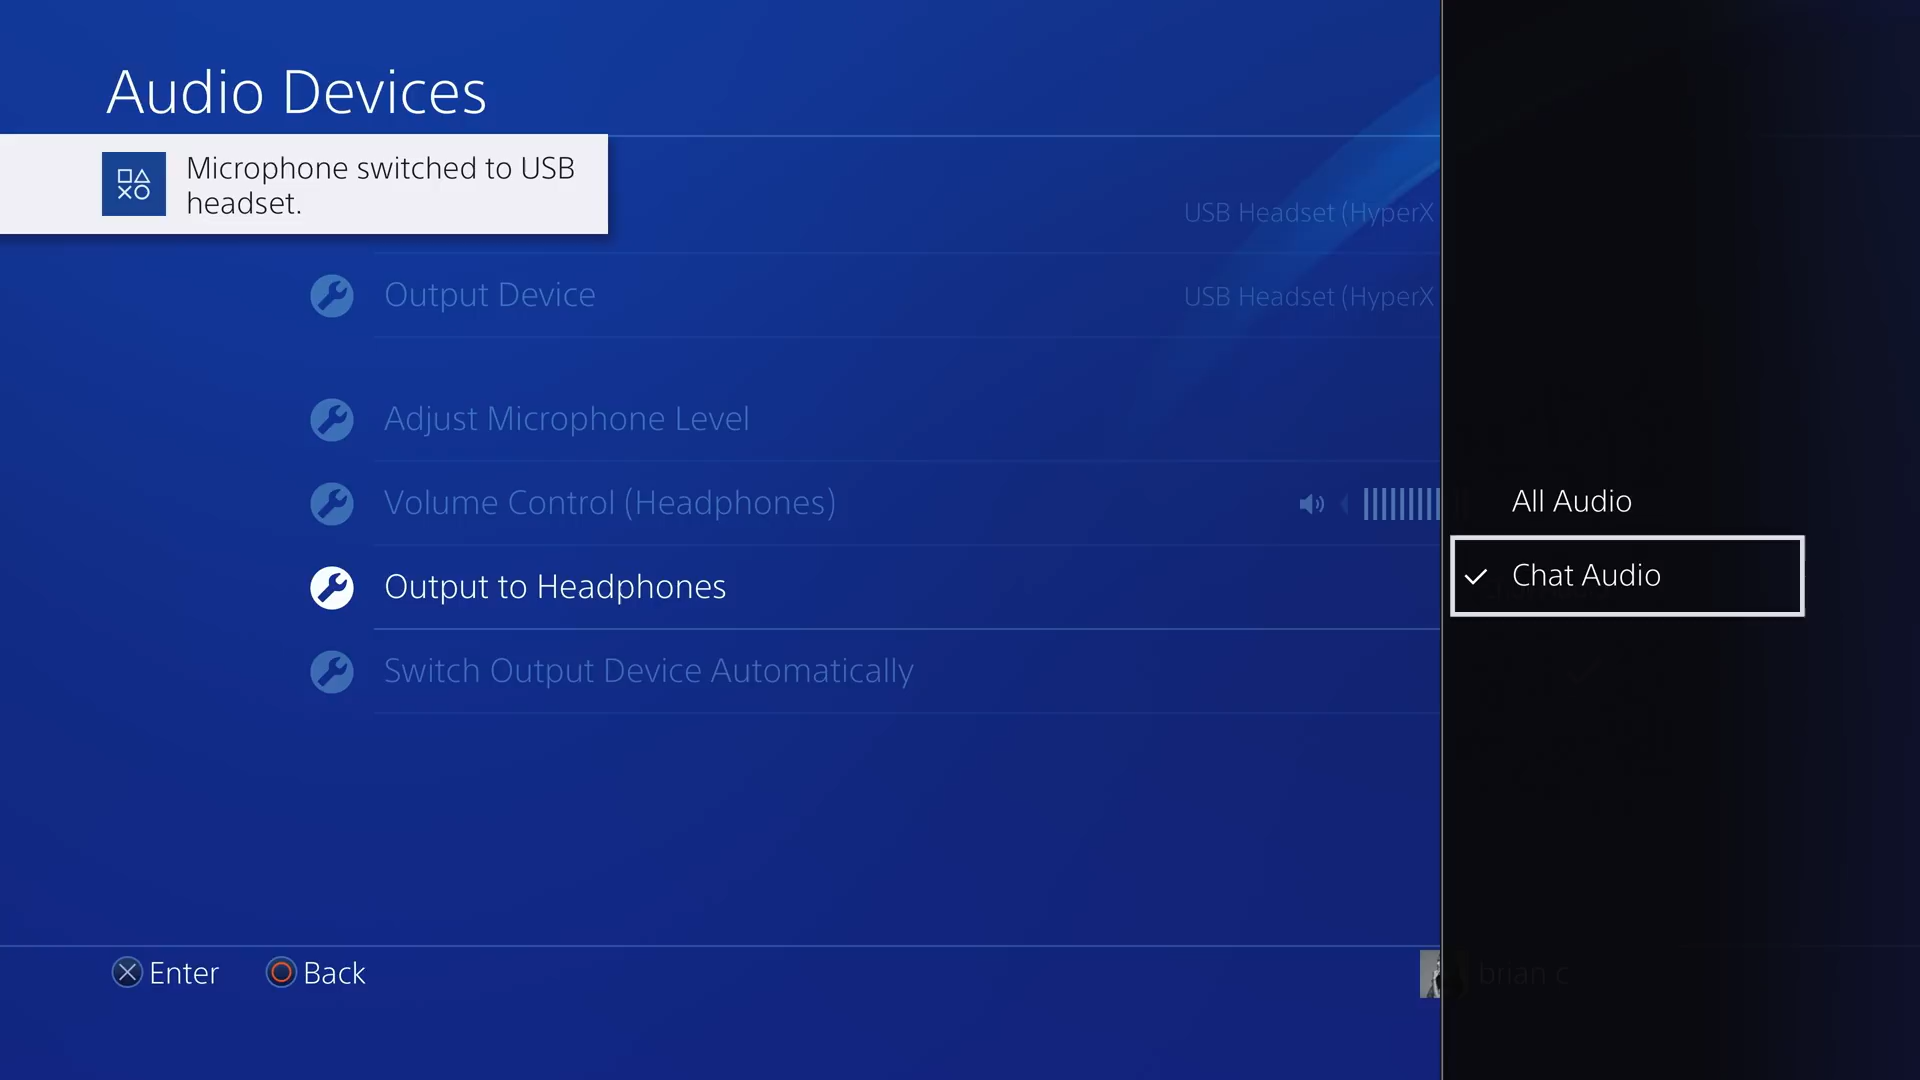 Audio Devices
Microphone switched to USB
headset.
USB Headset (HyperX
Output Device
USB Headset (HyperX
Adjust Microphone Level
Volume Control (Headphones)
All Audio
Output to Headphones
Chat Audio
Switch Output Device Automatically
Enter
Back
brian c